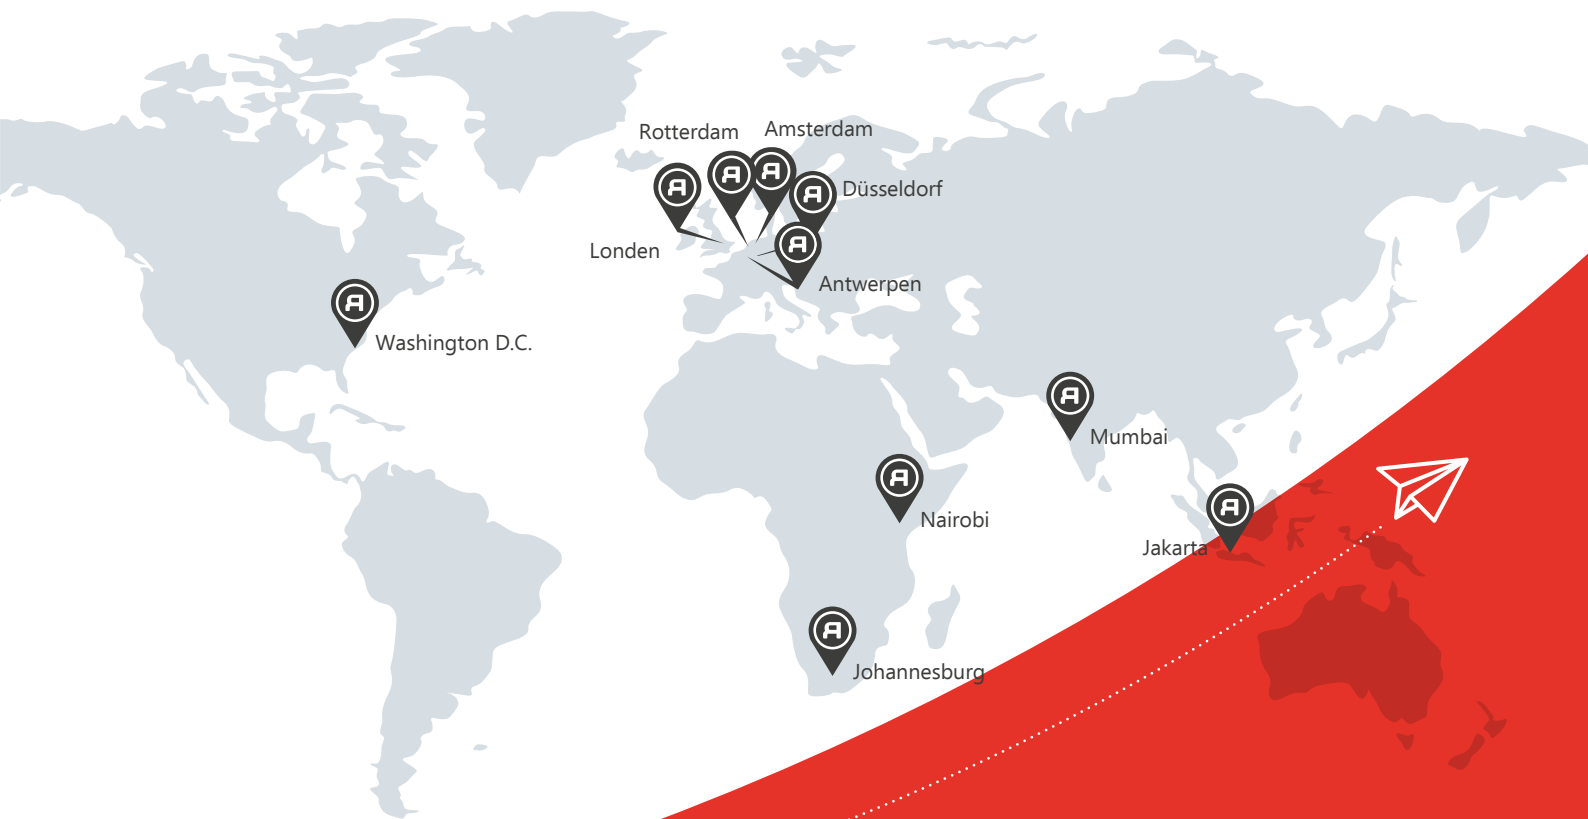 Rotterdam
Amsterdam
Düsseldorf
Londen
Antwerpen
Washington D.C.
Mumbai
Nairobi
Jakarta
Johannesburg